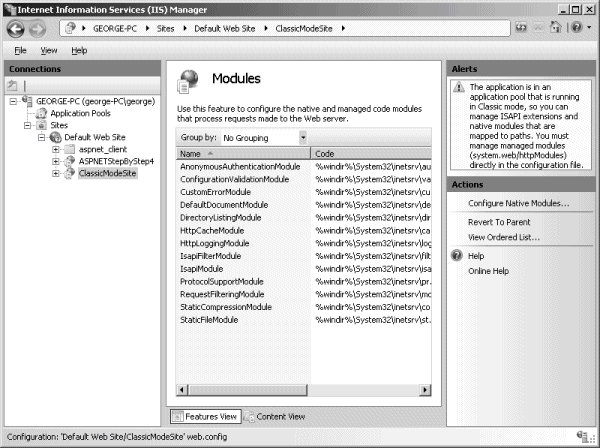 Internet Information Services (IIS) Manager
GEORGE-PC ▸ Sites ▸ Default Web Site ▸ ClassicModeSite ▸
File View Help
Connections
GEORGE-PC (george-PC\george)
Application Pools
Sites
Default Web Site
aspnet_client
ASPNETStepByStep4
ClassicModeSite
Modules
Use this feature to configure the native and managed code modules
that process requests made to the Web server.
Group by: No Grouping
Name Code
AnonymousAuthenticationModule %windir%\System32\inetsrv\au
ConfigurationValidationModule %windir%\System32\inetsrv\va
CustomErrorModule %windir%\System32\inetsrv\cu
DefaultDocumentModule %windir%\System32\inetsrv\de
DirectoryListingModule %windir%\System32\inetsrv\dir
HttpCacheModule %windir%\System32\inetsrv\ca
HttpLoggingModule %windir%\System32\inetsrv\log
IsapiFilterModule %windir%\System32\inetsrv\filt
IsapiModule %windir%\System32\inetsrv\isa
ProtocolSupportModule %windir%\System32\inetsrv\pr.
RequestFilteringModule %windir%\System32\inetsrv\mo
StaticCompressionModule %windir%\System32\inetsrv\co
StaticFileModule %windir%\System32\inetsrv\st.
Features View Content View
Alerts
The application is in an
application pool that is running
in Classic mode, so you can
manage ISAPI extensions and
native modules that are
mapped to paths. You must
manage managed modules
(system.web/httpModules)
directly in the configuration file.
Actions
Configure Native Modules...
Revert To Parent
View Ordered List...
Help
Online Help
Configuration: 'Default Web Site/ClassicModeSite' web.config